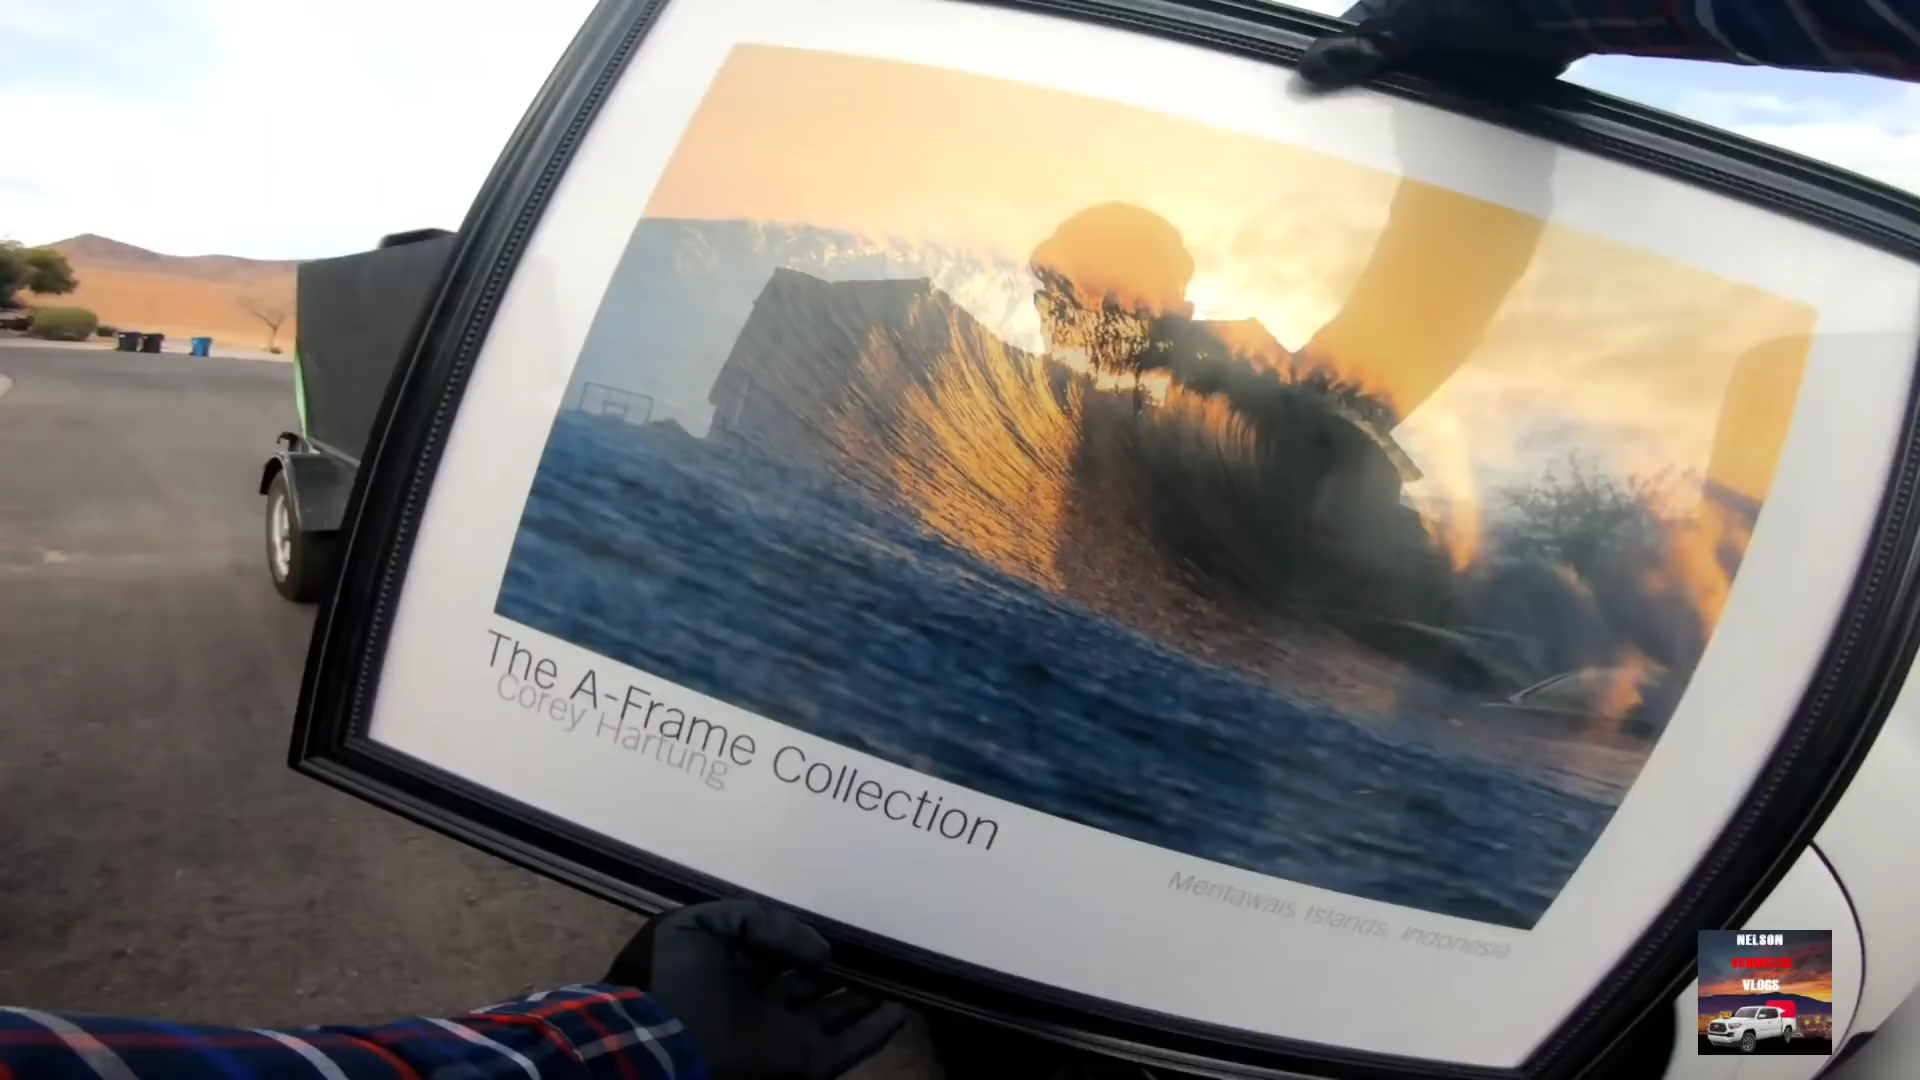 The A-Frame Collection
Corey Hartung
Mentawais Islands, Indonesia
NELSON
VLOGS